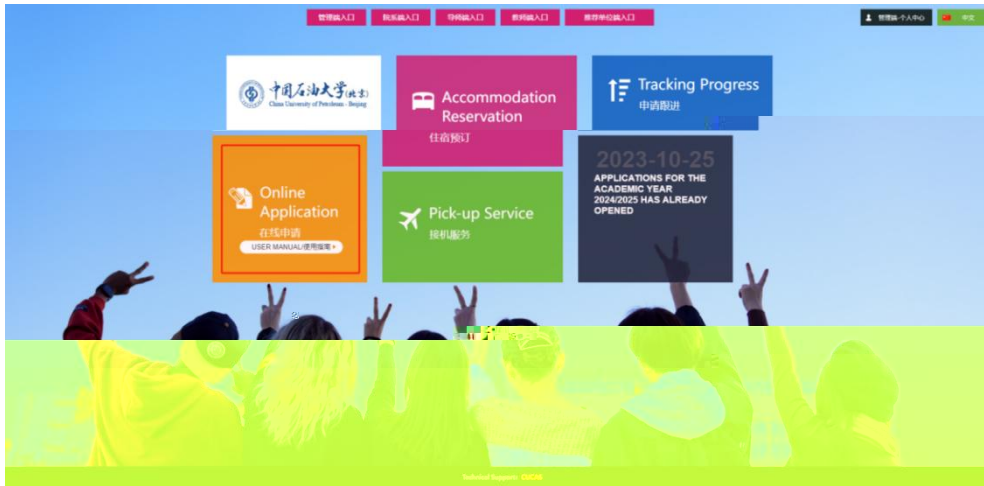 管理端入口 院系端入口 导师端入口 教师端入口 推荐单位端入口
管理端-个人中心 中文
中国石油大学(北京)
China University of Petroleum - Beijing
Accommodation
Reservation
住宿预订
Tracking Progress
申请跟进
Online
Application
在线申请
USER MANUAL/使用指南
Pick-up Service
接机服务
2023-10-25
APPLICATIONS FOR THE
ACADEMIC YEAR
2024/2025 HAS ALREADY
OPENED
Technical Supports: CUCAS